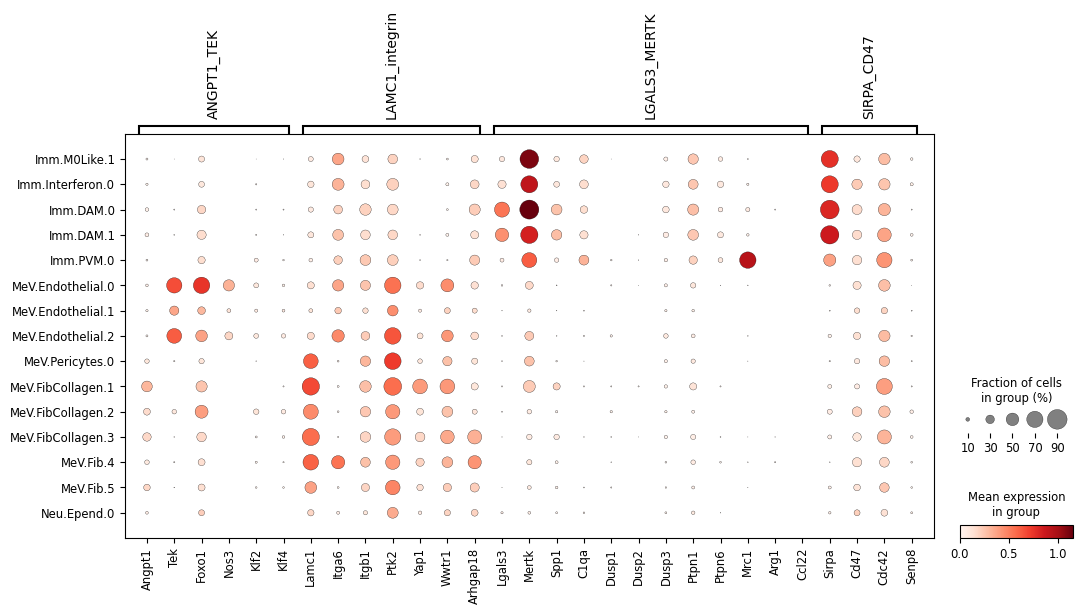 ANGPT1_TEK
LAMC1_integrin
LGALS3_MERTK
SIRPA_CD47
Imm.M0Like.1
Imm.Interferon.0
Imm.DAM.0
Imm.DAM.1
Imm.PVM.0
MeV.Endothelial.0
MeV.Endothelial.1
MeV.Endothelial.2
MeV.Pericytes.0
MeV.FibCollagen.1
MeV.FibCollagen.2
MeV.FibCollagen.3
MeV.Fib.4
MeV.Fib.5
Neu.Epend.0
Angpt1
Tek
Foxo1
Nos3
Klf2
Klf4
Lamc1
Itga6
Itgb1
Ptk2
Yap1
Wwtr1
Arhgap18
Lgals3
Mertk
Spp1
C1qa
Dusp1
Dusp2
Dusp3
Ptpn1
Ptpn6
Mrc1
Arg1
Ccl22
Sirpa
Cd47
Cdc42
Senp8
Fraction of cells
in group (%)
10 30 50 70 90
Mean expression
in group
0.0 0.5 1.0